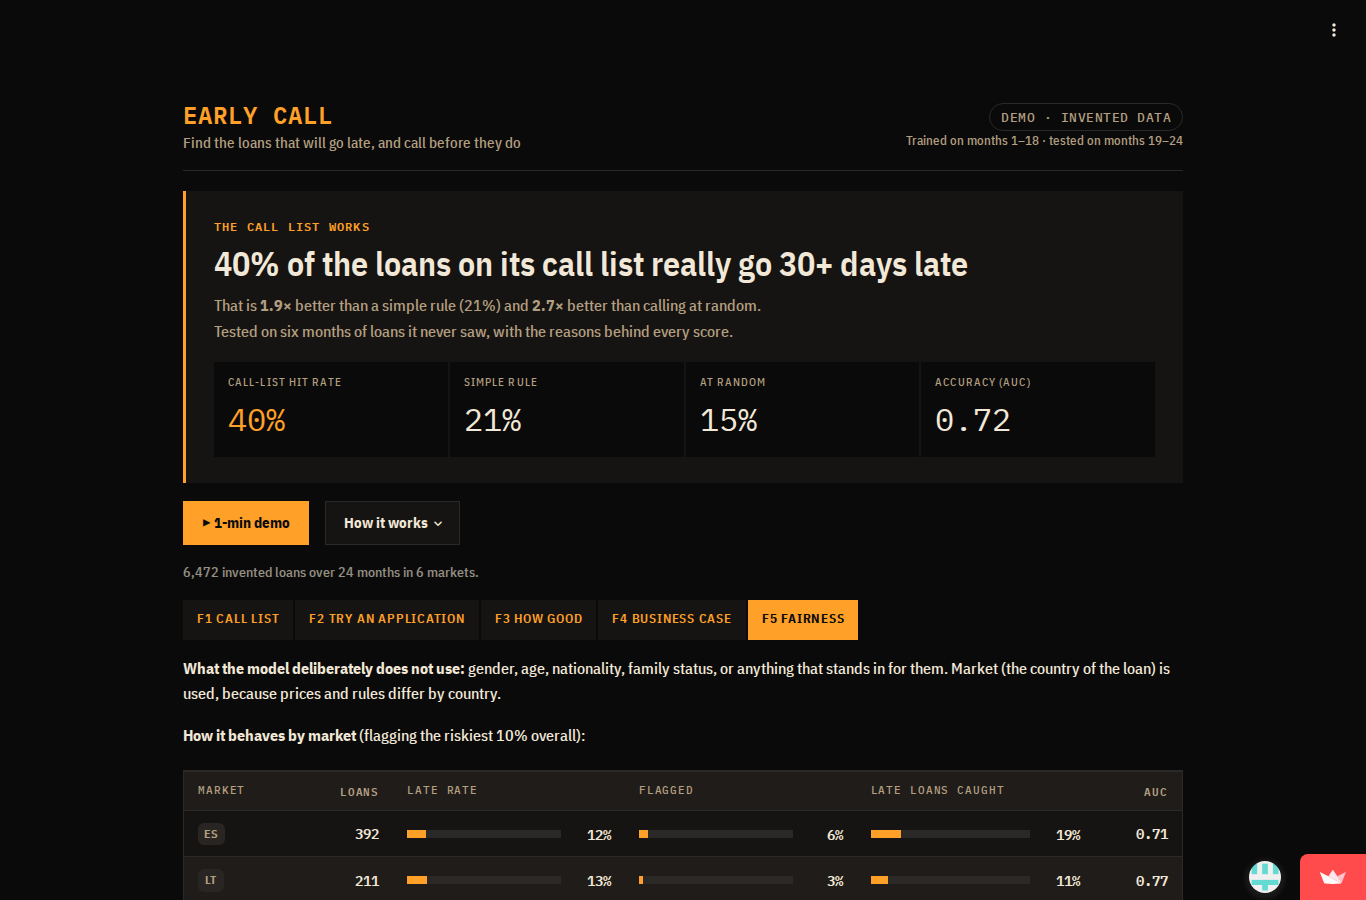 EARLY CALL
DEMO · INVENTED DATA
Find the loans that will go late, and call before they do
Trained on months 1–18 · tested on months 19–24
THE CALL LIST WORKS
40% of the loans on its call list really go 30+ days late
That is 1.9× better than a simple rule (21%) and 2.7× better than calling at random.
Tested on six months of loans it never saw, with the reasons behind every score.
CALL-LIST HIT RATE SIMPLE RULE AT RANDOM ACCURACY (AUC)
40% 21% 15% 0.72
▸ 1-min demo How it works
6,472 invented loans over 24 months in 6 markets.
F1 CALL LIST F2 TRY AN APPLICATION F3 HOW GOOD F4 BUSINESS CASE F5 FAIRNESS
What the model deliberately does not use: gender, age, nationality, family status, or anything that stands in for them. Market (the country of the loan) is
used, because prices and rules differ by country.
How it behaves by market (flagging the riskiest 10% overall):
MARKET LOANS LATE RATE FLAGGED LATE LOANS CAUGHT AUC
ES 392 12% 6% 19% 0.71
LT 211 13% 3% 11% 0.77